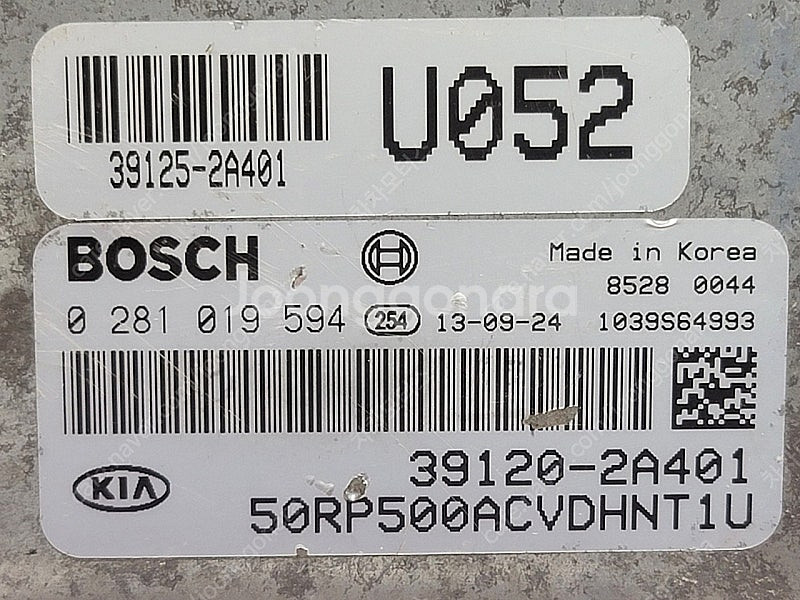 U052
39125-2A401
BOSCH
Made in Korea
8528 0044
0 281 019 594 254 13-09-24 1039S64993
39120-2A401
KIA
50RP500ACVDHNT1U
joonggonara